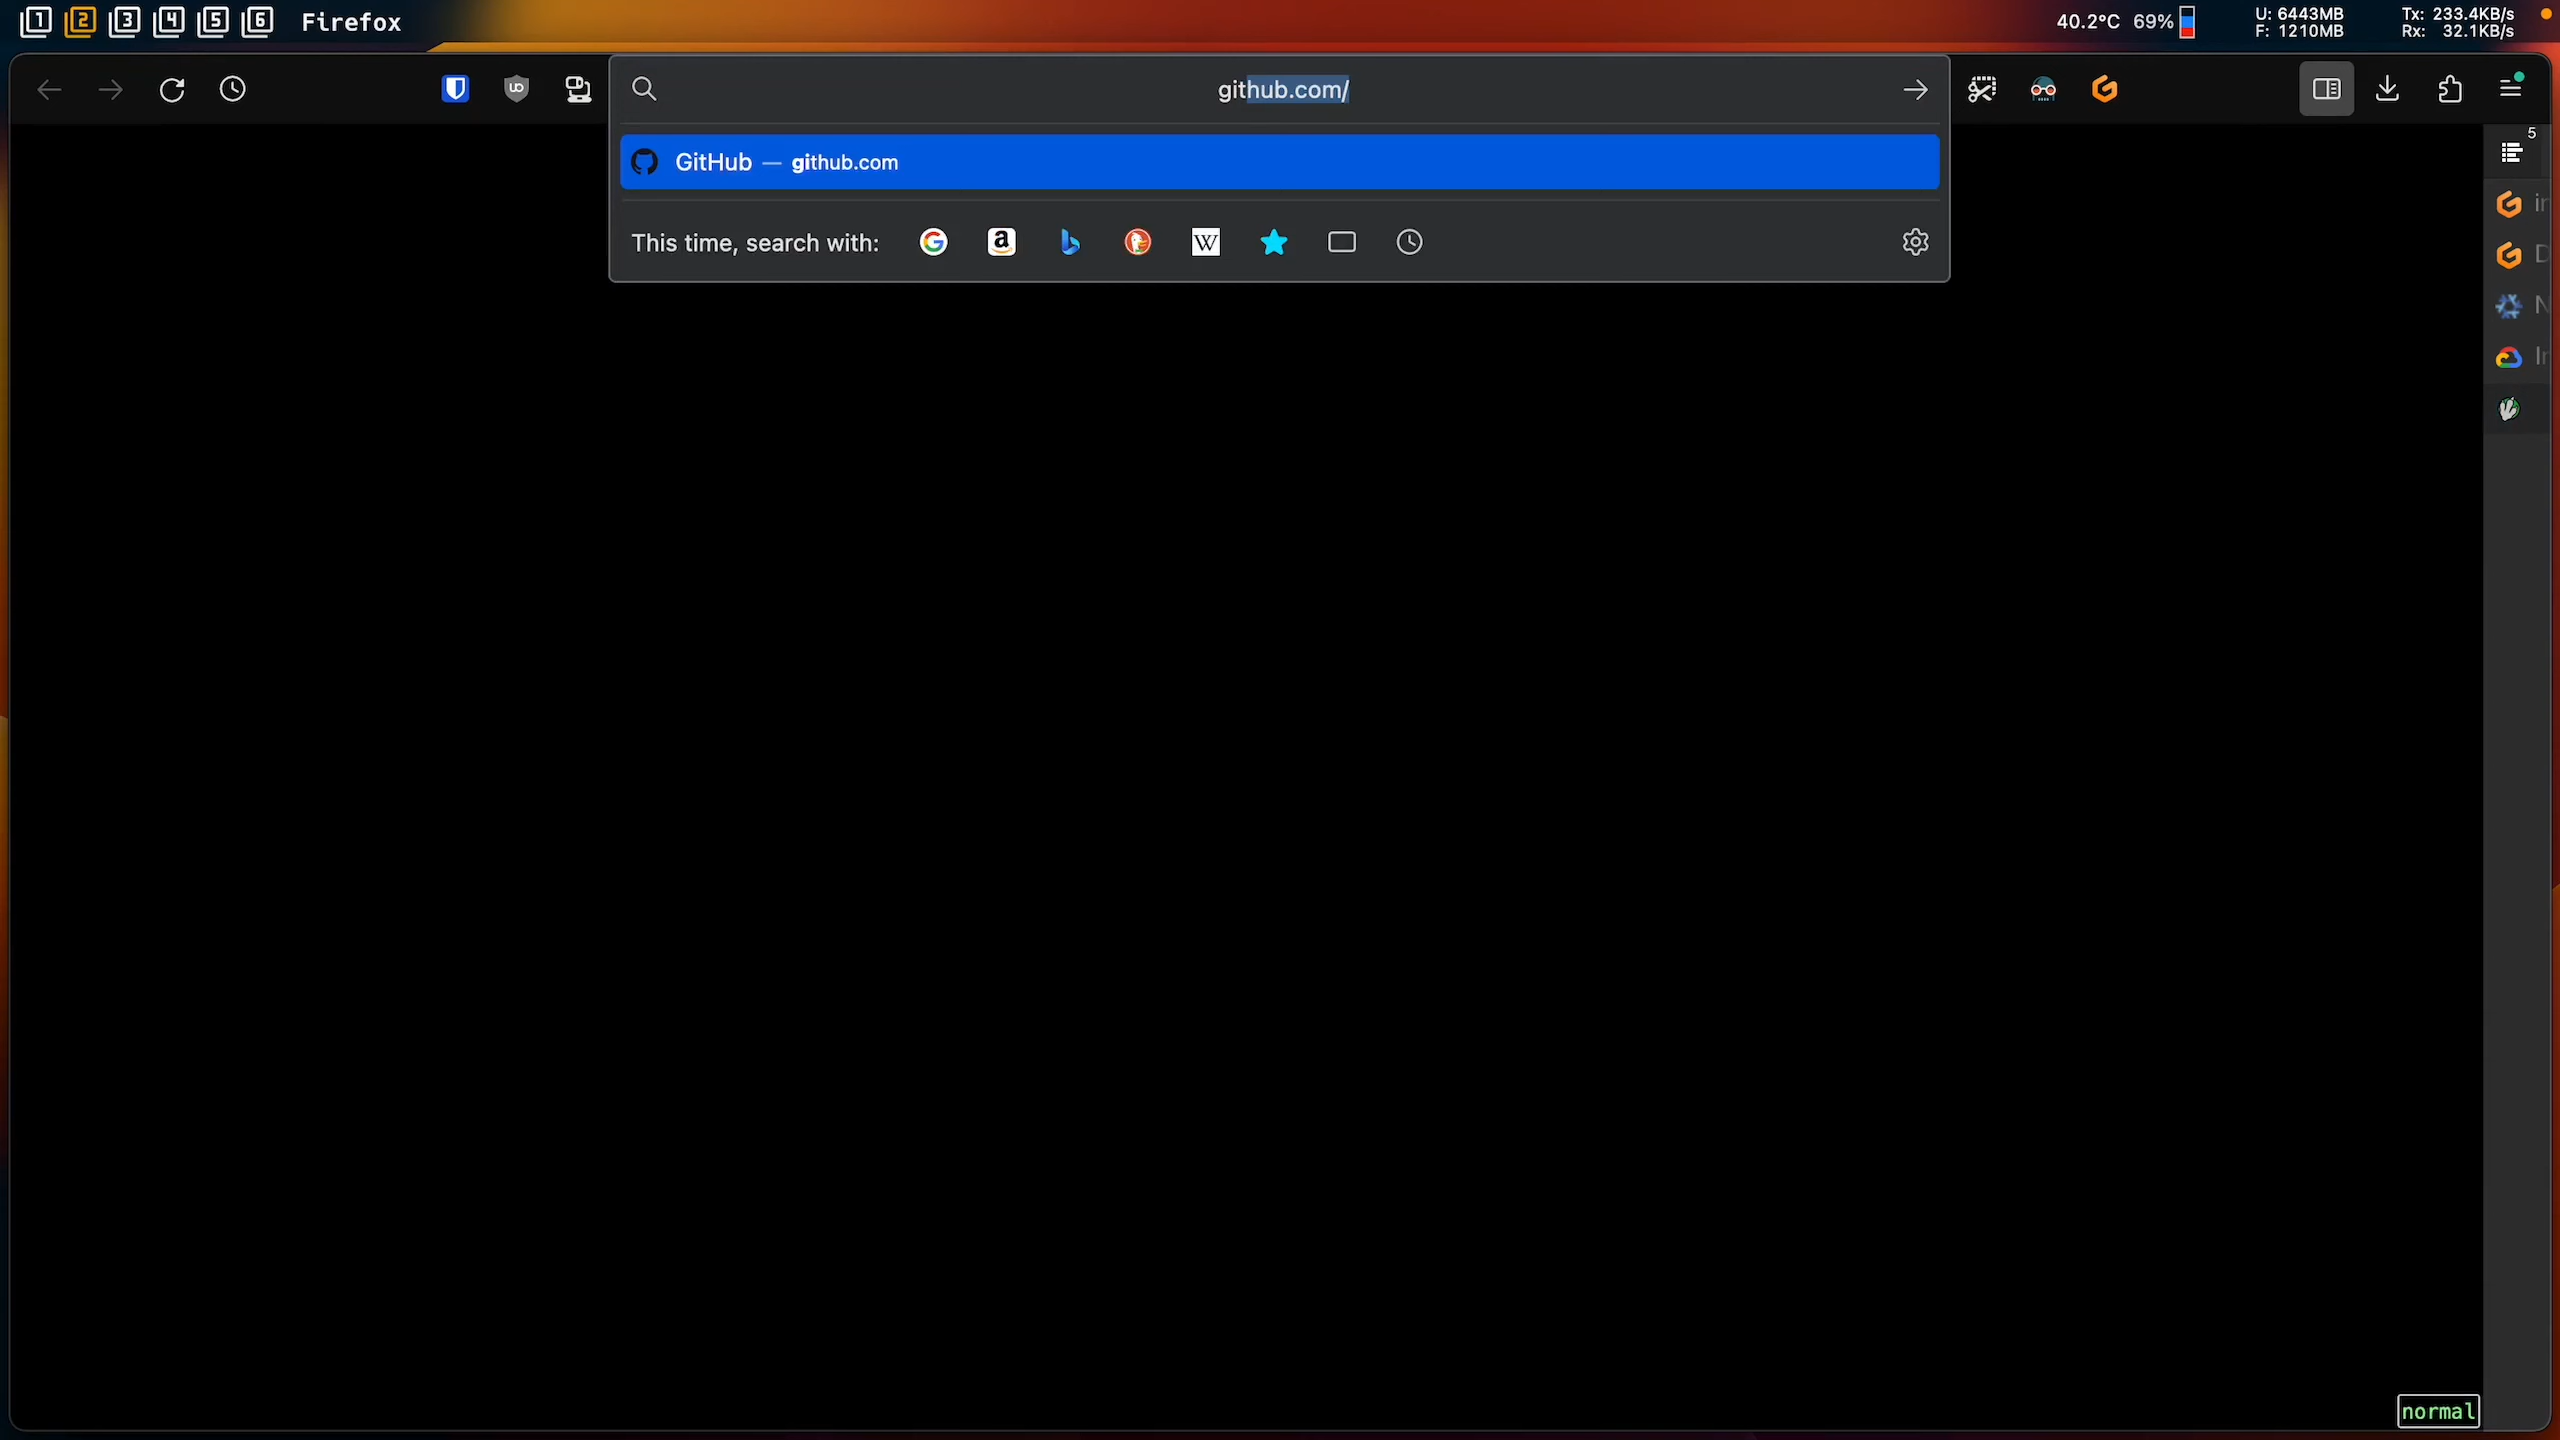 1 2 3 4 5 6 Firefox
40.2°C 69%
U: 6443MB
F: 1210MB
Tx: 233.4KB/s
Rx: 32.1KB/s
github.com/
GitHub — github.com
This time, search with:
5
normal